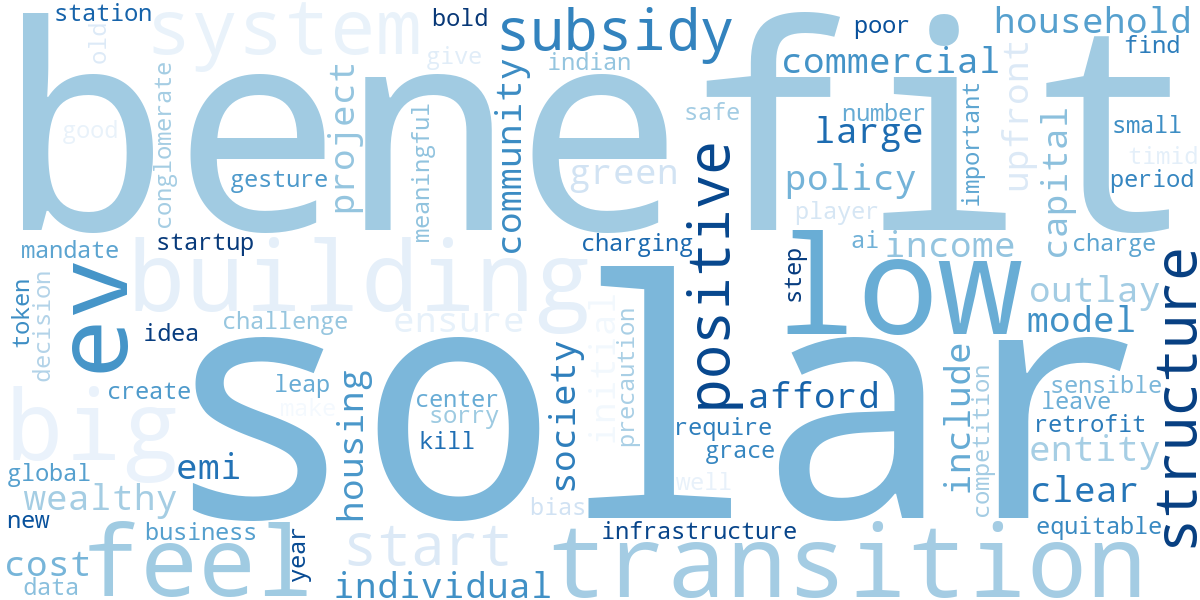 benefit
solar
station
bold
system
subsidy
poor
household
old
give
indian
commercial
find
conglomerate
project
meaningful
community
safe
number
large
important
upfront
capital
small
good
timid
gesture
green
positive
policy
period
player
mandate
startup
building
charging
low
ai
income
charge
structure
ev
token
decision
idea
challenge
ensure
initial
step
outlay
model
big
create
leap
make
center
sorry
kill
society
precaution
afford
include
competition
sensible
leave
retrofit
global
emi
housing
require
grace
entity
wealthy
well
bias
clear
new
business
year
start
infrastructure
equitable
cost
feel
transition
data
individual